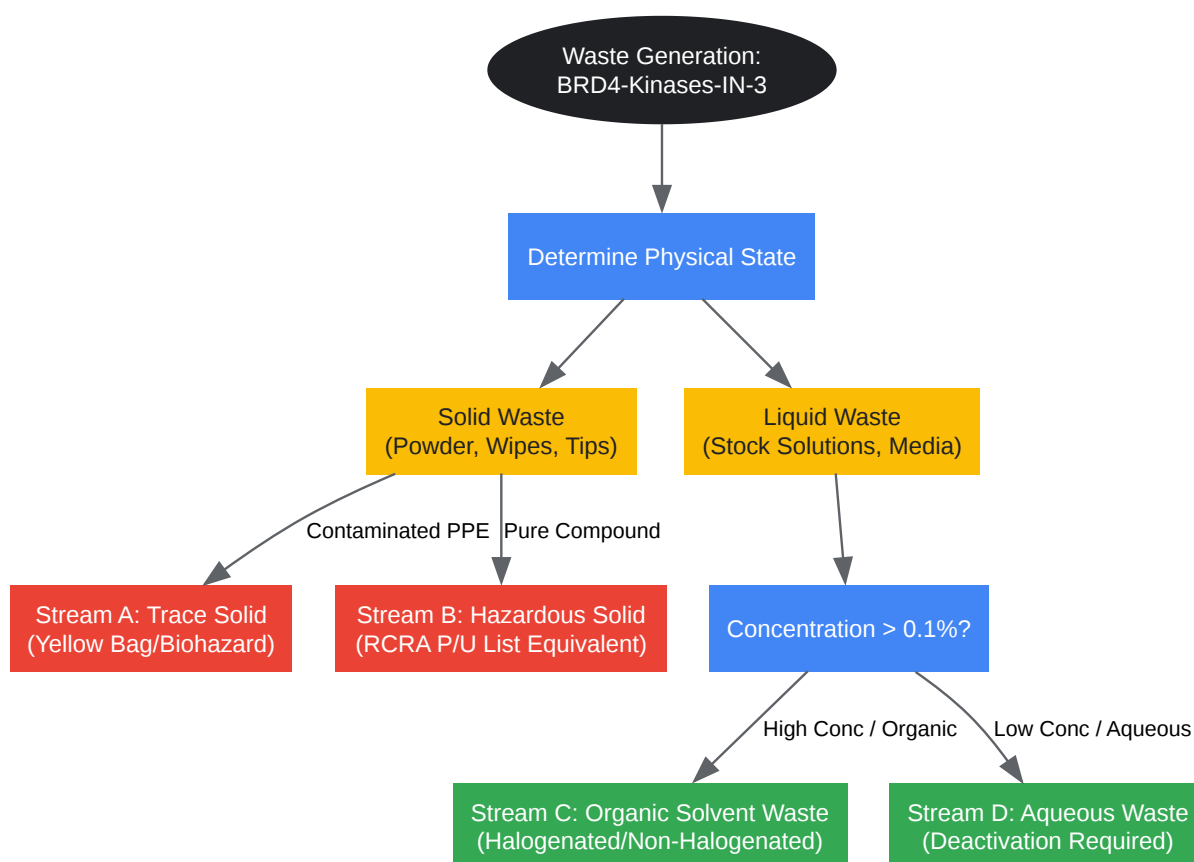 Waste Generation:
BRD4-Kinases-IN-3
Determine Physical State
Solid Waste
(Powder, Wipes, Tips)
Liquid Waste
(Stock Solutions, Media)
Contaminated PPE
Pure Compound
Stream A: Trace Solid
(Yellow Bag/Biohazard)
Stream B: Hazardous Solid
(RCRA P/U List Equivalent)
Concentration > 0.1%?
High Conc / Organic
Low Conc / Aqueous
Stream C: Organic Solvent Waste
(Halogenated/Non-Halogenated)
Stream D: Aqueous Waste
(Deactivation Required)